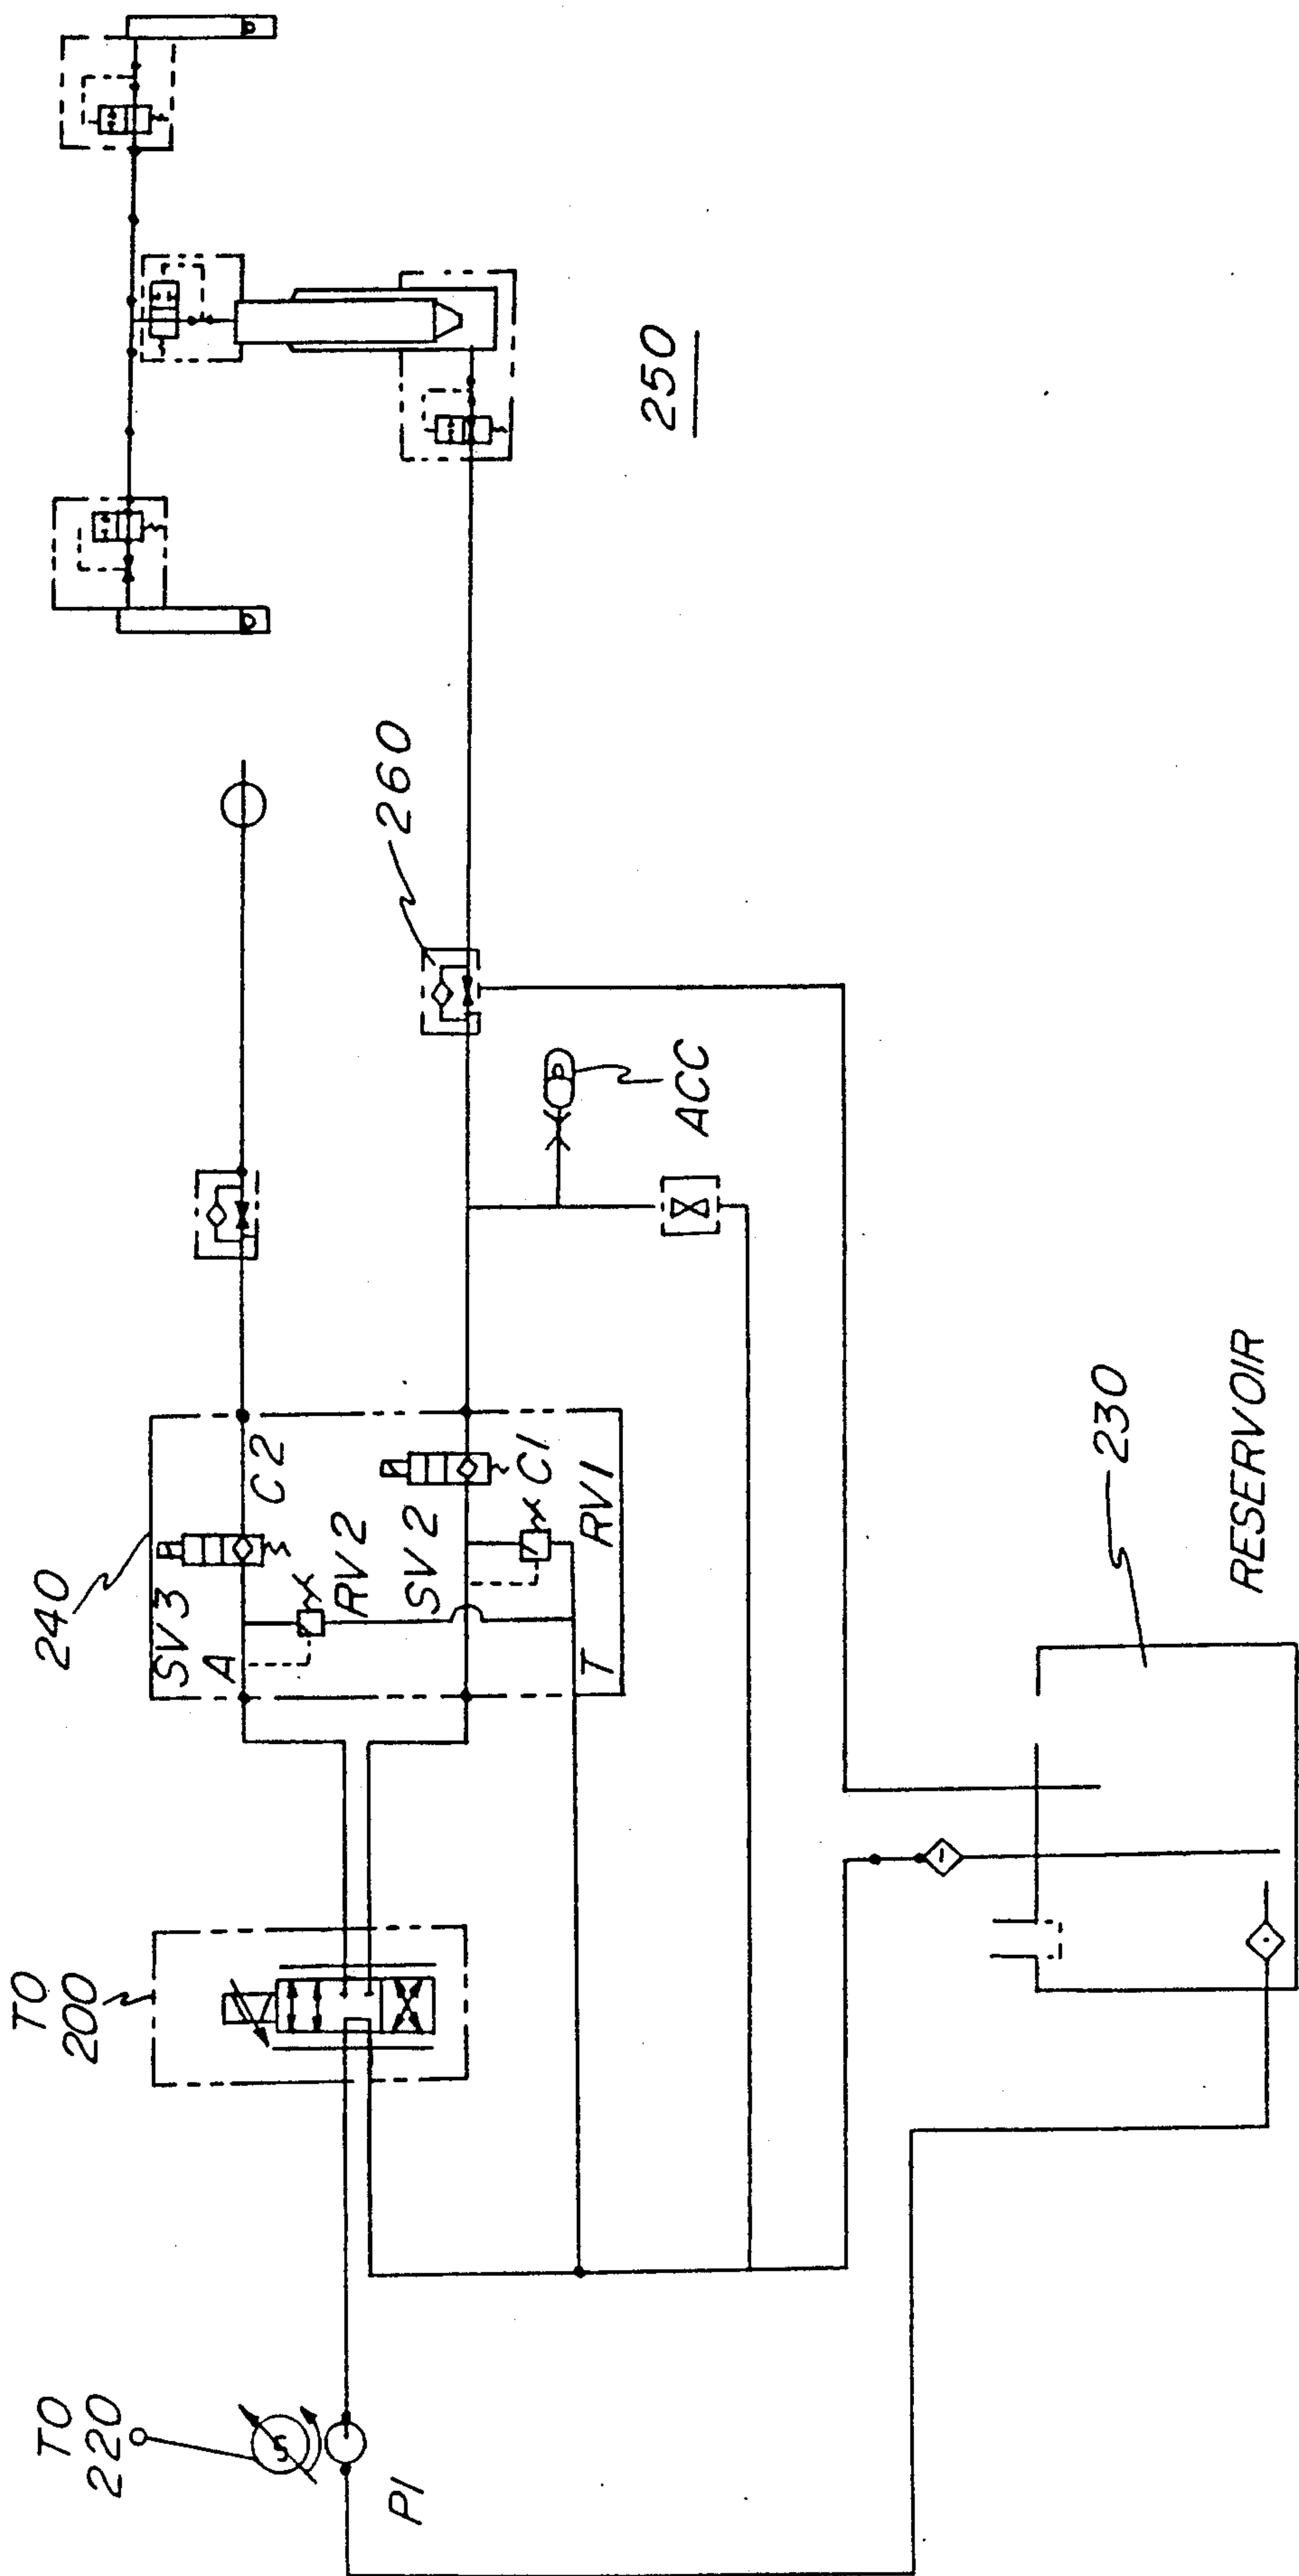 TO
220
P1
TO
200
240
SV3
A
C2
RV2
SV2
C1
RV1
T
S
ACC
260
250
230
RESERVOIR